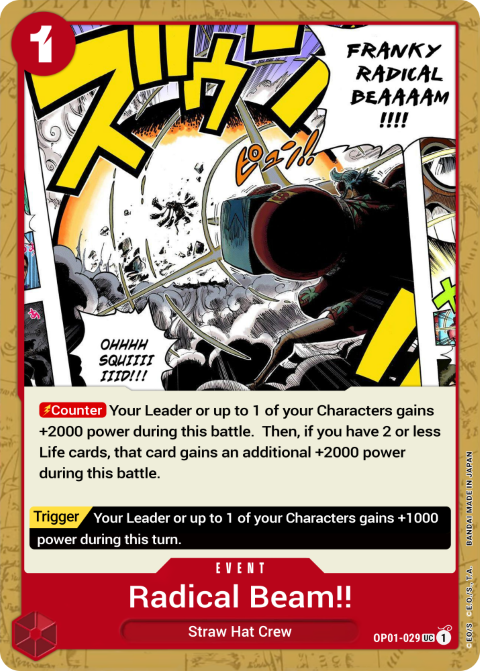 1
ズウン
FRANKY
RADICAL
BEAAAAM
!!!!
ピュン!!
OHHHH
SQUIIII
IIID!!!
Counter Your Leader or up to 1 of your Characters gains
+2000 power during this battle. Then, if you have 2 or less
Life cards, that card gains an additional +2000 power
during this battle.
Trigger Your Leader or up to 1 of your Characters gains +1000
power during this turn.
EVENT
Radical Beam!!
Straw Hat Crew
OP01-029 UC 1
©E.O./S. ©E.O./S.,T.A. BANDAI MADE IN JAPAN